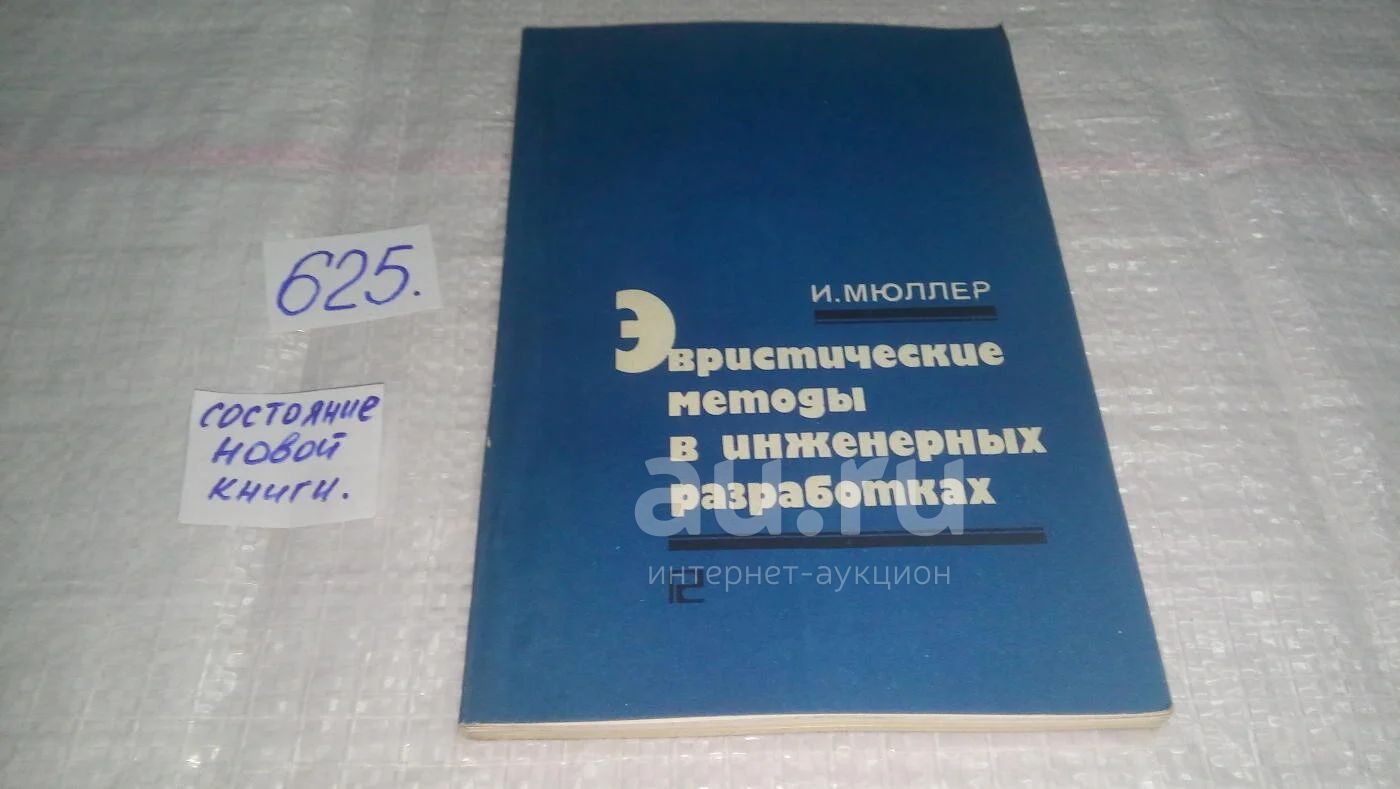 625.
состояние
новой
книги.
И.МЮЛЛЕР
Эвристические
методы
в инженерных
разработках
au.ru
интернет-аукцион